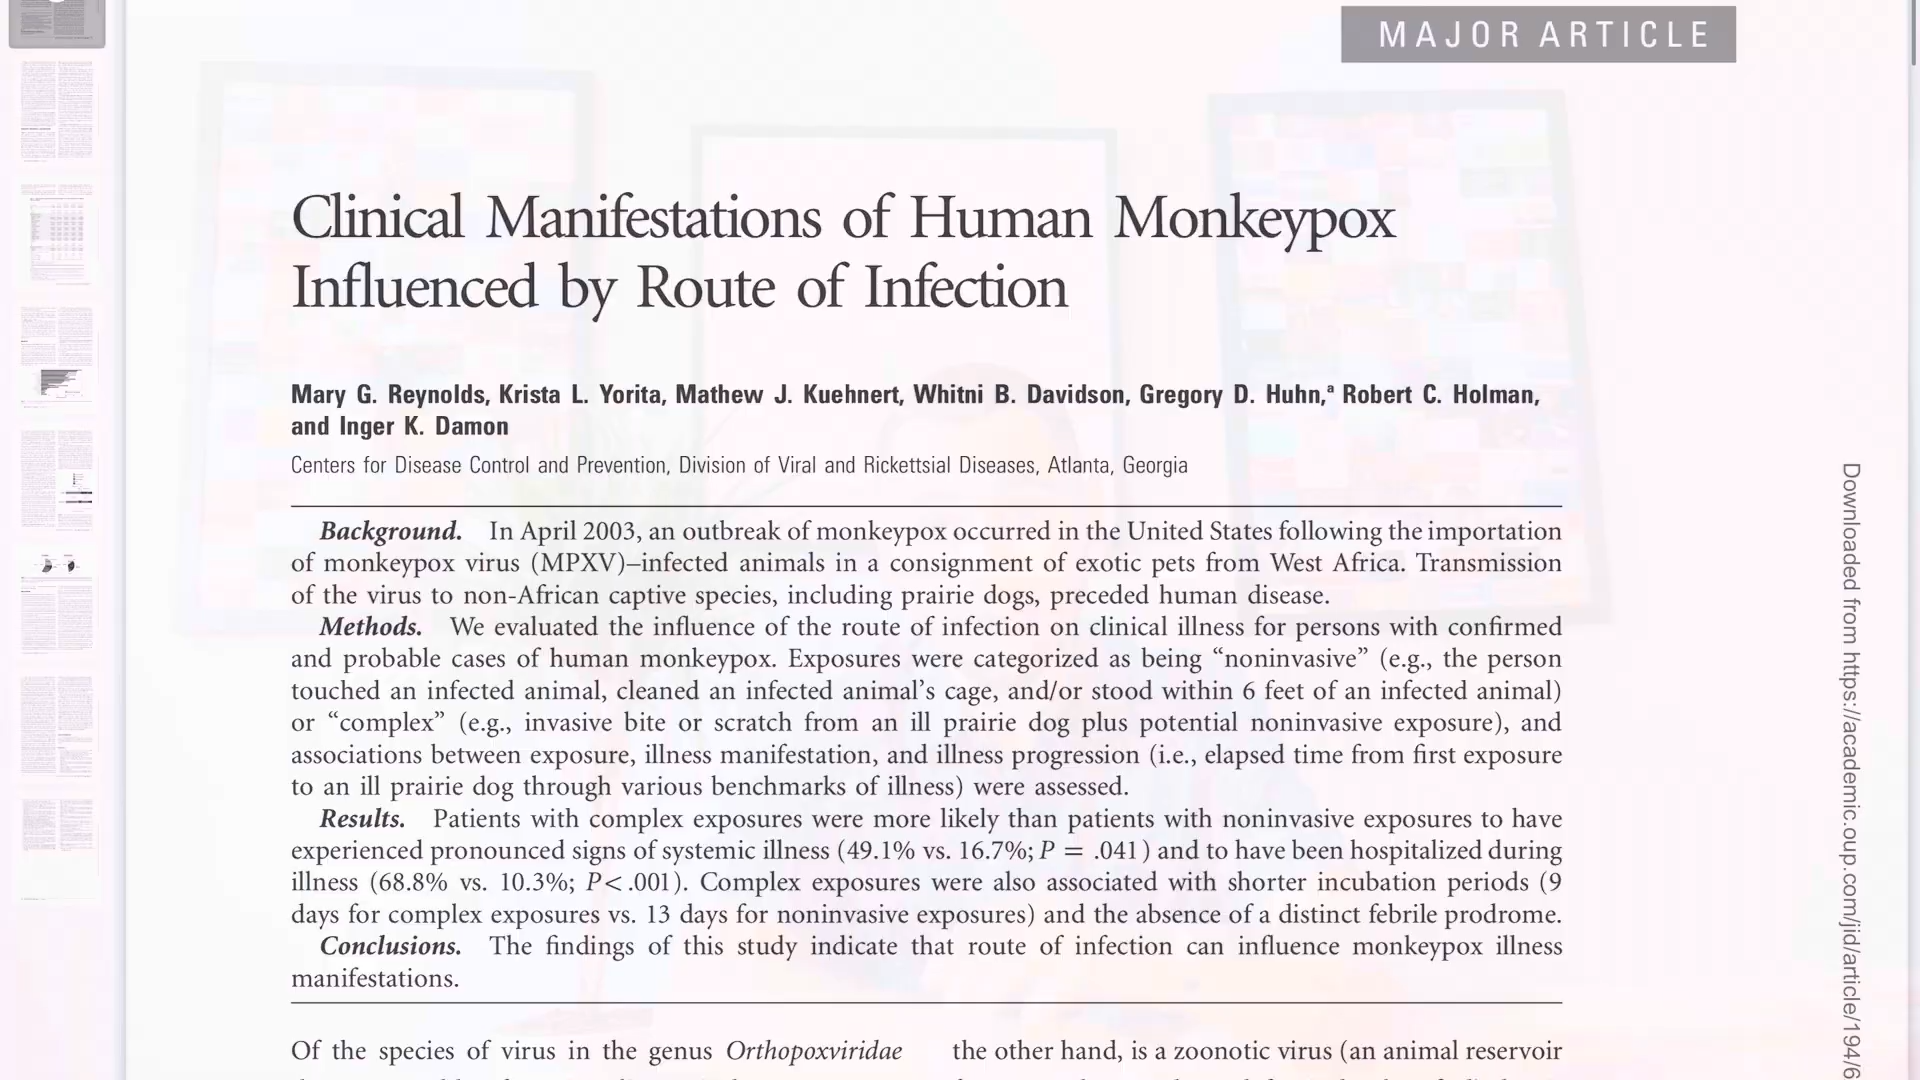 MAJOR ARTICLE
Clinical Manifestations of Human Monkeypox
Influenced by Route of Infection
Mary G. Reynolds, Krista L. Yorita, Mathew J. Kuehnert, Whitni B. Davidson, Gregory D. Huhn,ª Robert C. Holman,
and Inger K. Damon
Centers for Disease Control and Prevention, Division of Viral and Rickettsial Diseases, Atlanta, Georgia
Background. In April 2003, an outbreak of monkeypox occurred in the United States following the importation
of monkeypox virus (MPXV)–infected animals in a consignment of exotic pets from West Africa. Transmission
of the virus to non-African captive species, including prairie dogs, preceded human disease.
Methods. We evaluated the influence of the route of infection on clinical illness for persons with confirmed
and probable cases of human monkeypox. Exposures were categorized as being “noninvasive” (e.g., the person
touched an infected animal, cleaned an infected animal’s cage, and/or stood within 6 feet of an infected animal)
or “complex” (e.g., invasive bite or scratch from an ill prairie dog plus potential noninvasive exposure), and
associations between exposure, illness manifestation, and illness progression (i.e., elapsed time from first exposure
to an ill prairie dog through various benchmarks of illness) were assessed.
Results. Patients with complex exposures were more likely than patients with noninvasive exposures to have
experienced pronounced signs of systemic illness (49.1% vs. 16.7%; P = .041) and to have been hospitalized during
illness (68.8% vs. 10.3%; P< .001). Complex exposures were also associated with shorter incubation periods (9
days for complex exposures vs. 13 days for noninvasive exposures) and the absence of a distinct febrile prodrome.
Conclusions. The findings of this study indicate that route of infection can influence monkeypox illness
manifestations.
Of the species of virus in the genus Orthopoxviridae
the other hand, is a zoonotic virus (an animal reservoir
Downloaded from https://academic.oup.com/jid/article/194/6